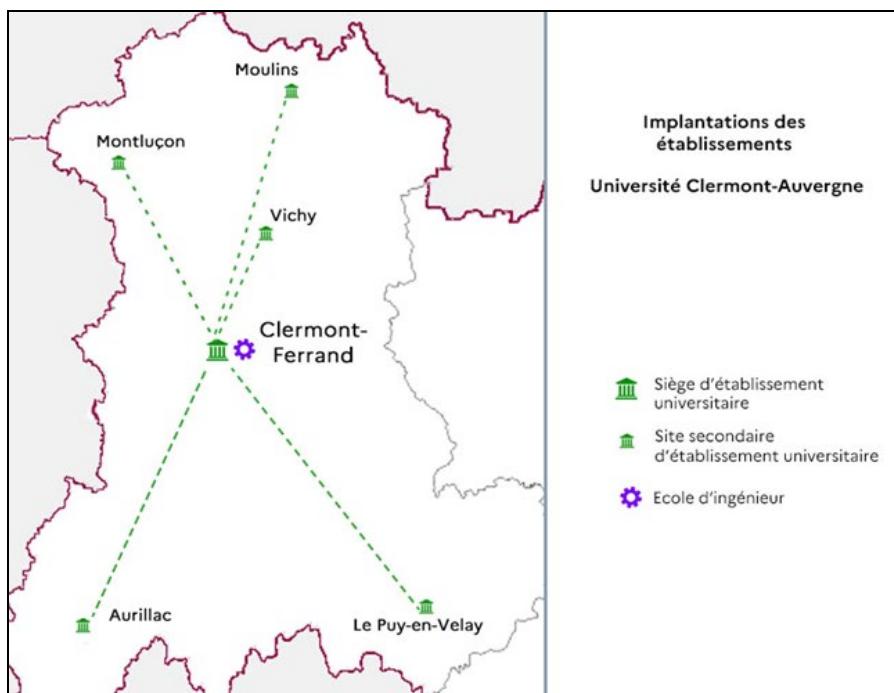 Moulins
Montluçon
Vichy
Clermont-
Ferrand
Aurillac
Le Puy-en-Velay
Implantations des
établissements
Université Clermont-Auvergne
Siège d'établissement
universitaire
Site secondaire
d'établissement universitaire
Ecole d'ingénieur